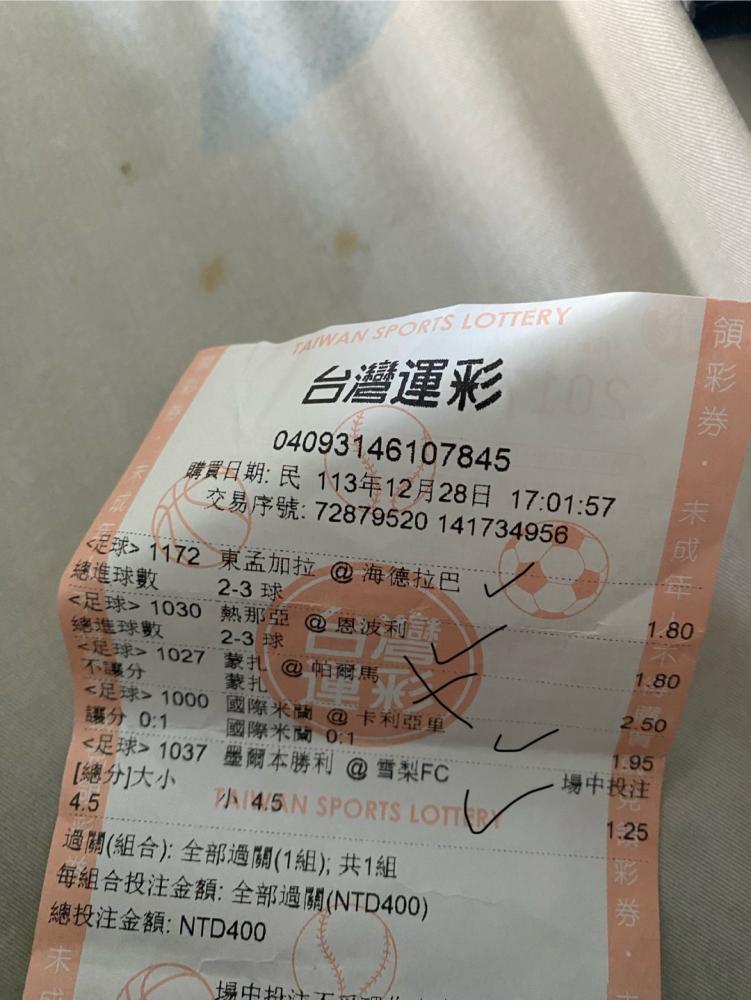 TAIWAN SPORTS LOTTERY
台灣運彩
04093146107845
購買日期: 民 113年12月28日 17:01:57
交易序號: 72879520 141734956
<足球> 1172 東孟加拉 @ 海德拉巴
總進球數 2-3 球 1.80
<足球> 1030 熱那亞 @ 恩波利
總進球數 2-3 球 1.80
<足球> 1027 蒙扎 @ 帕爾馬
不讓分 蒙扎 2.50
<足球> 1000 國際米蘭 @ 卡利亞里
讓分 0:1 國際米蘭 0:1 1.95
<足球> 1037 墨爾本勝利 @ 雪梨FC 場中投注
[總分]大小
4.5 小 4.5 1.25
TAIWAN SPORTS LOTTERY
過關(組合): 全部過關(1組); 共1組
每組合投注金額: 全部過關(NTD400)
總投注金額: NTD400
台灣運彩
領彩券・未成年
彩券
未成